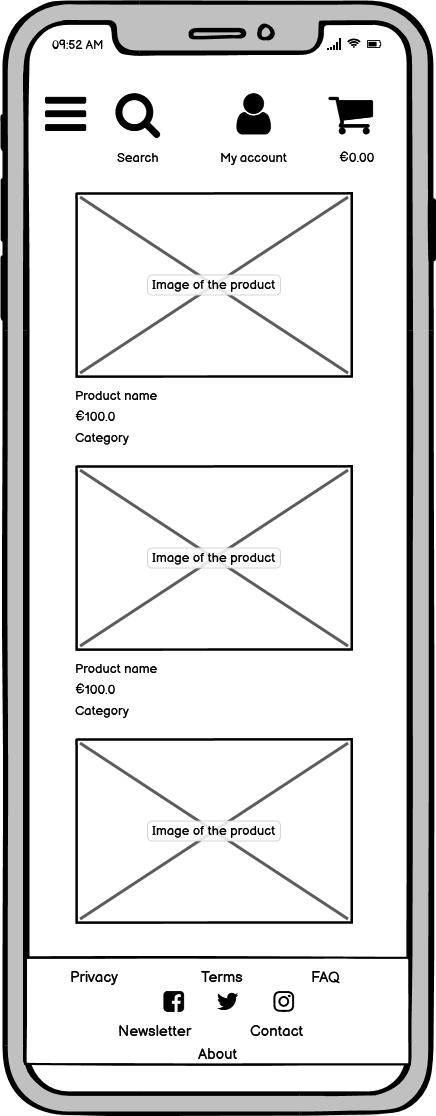 09:52 AM
Search My account €0.00
Image of the product
Product name
€100.0
Category
Image of the product
Product name
€100.0
Category
Image of the product
Privacy Terms FAQ
Newsletter Contact
About